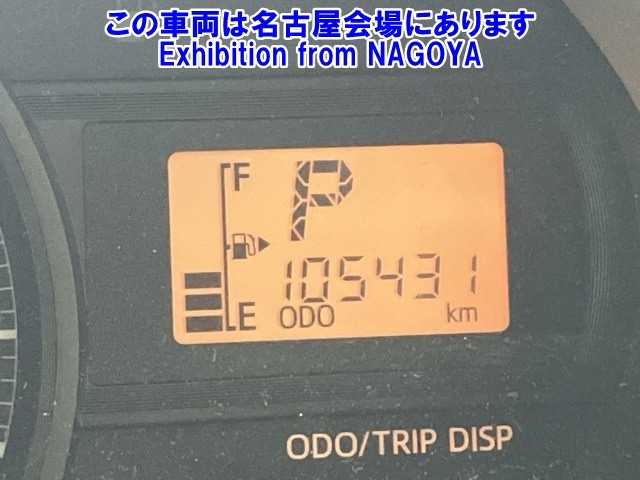 この車両は名古屋会場にあります
Exhibition from NAGOYA
F
P
105431
E
ODO km
ODO/TRIP DISP